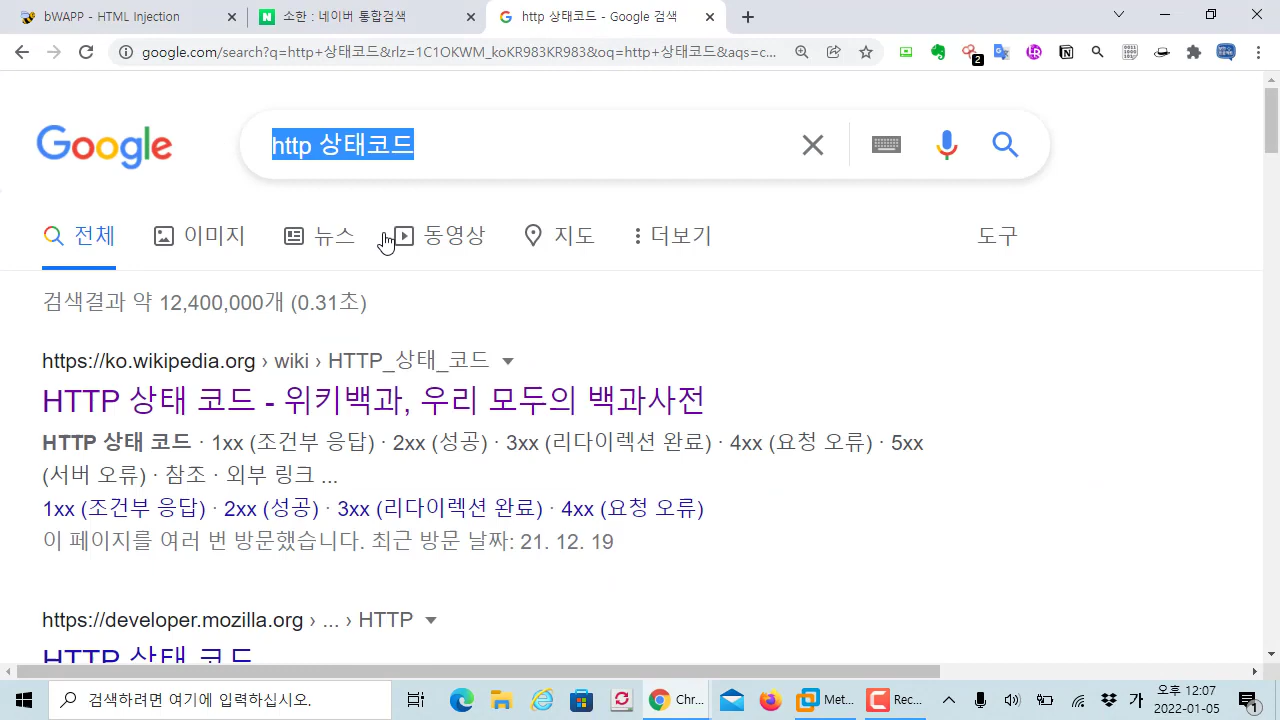 bWAPP - HTML Injection
소한 : 네이버 통합검색
http 상태코드 - Google 검색
google.com/search?q=http+상태코드&rlz=1C1OKWM_koKR983KR983&oq=http+상태코드&aqs=c...
2
Google
http 상태코드
전체
이미지
뉴스
동영상
지도
더보기
도구
검색결과 약 12,400,000개 (0.31초)
https://ko.wikipedia.org › wiki › HTTP_상태_코드
HTTP 상태 코드 - 위키백과, 우리 모두의 백과사전
HTTP 상태 코드 · 1xx (조건부 응답) · 2xx (성공) · 3xx (리다이렉션 완료) · 4xx (요청 오류) · 5xx
(서버 오류) · 참조 · 외부 링크 ...
1xx (조건부 응답) · 2xx (성공) · 3xx (리다이렉션 완료) · 4xx (요청 오류)
이 페이지를 여러 번 방문했습니다. 최근 방문 날짜: 21. 12. 19
https://developer.mozilla.org › ... › HTTP
HTTP 상태 코드
검색하려면 여기에 입력하십시오.
Chr...
Met...
Rec...
가
오후 12:07
2022-01-05
1